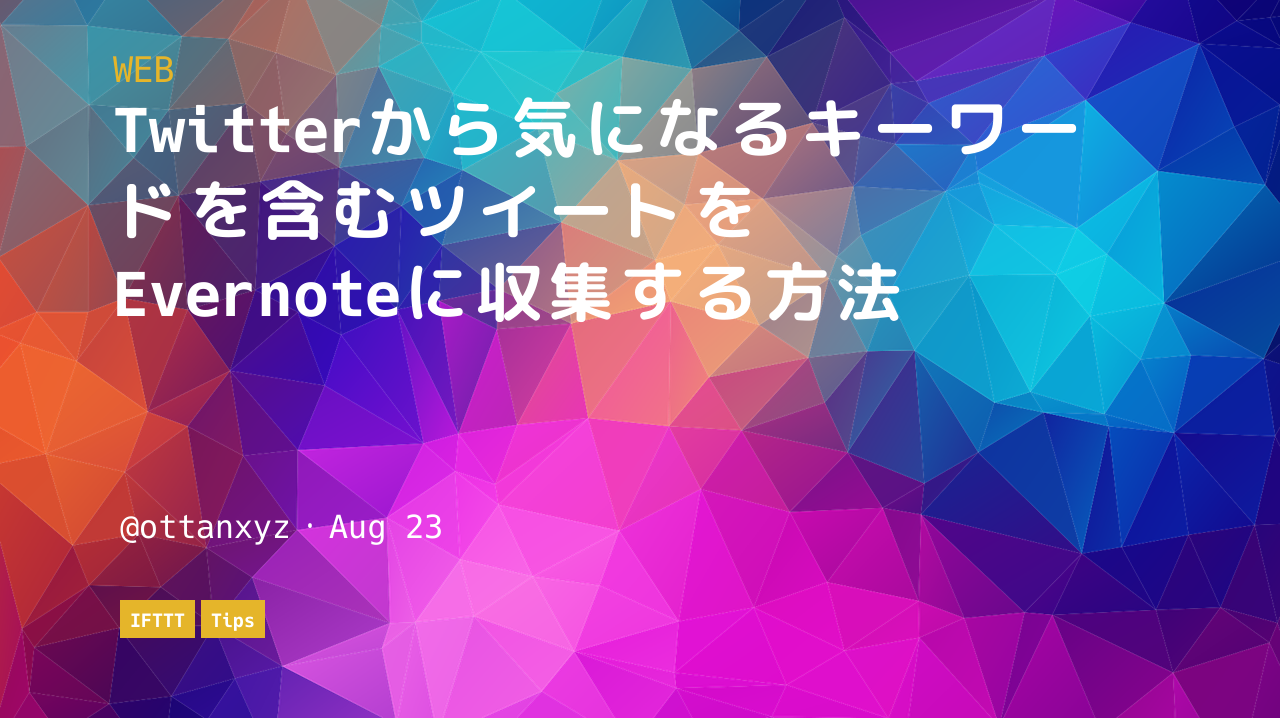 WEB
Twitterから気になるキーワー
ドを含むツイートを
Evernoteに収集する方法
@ottanxyz・Aug 23
IFTTT Tips